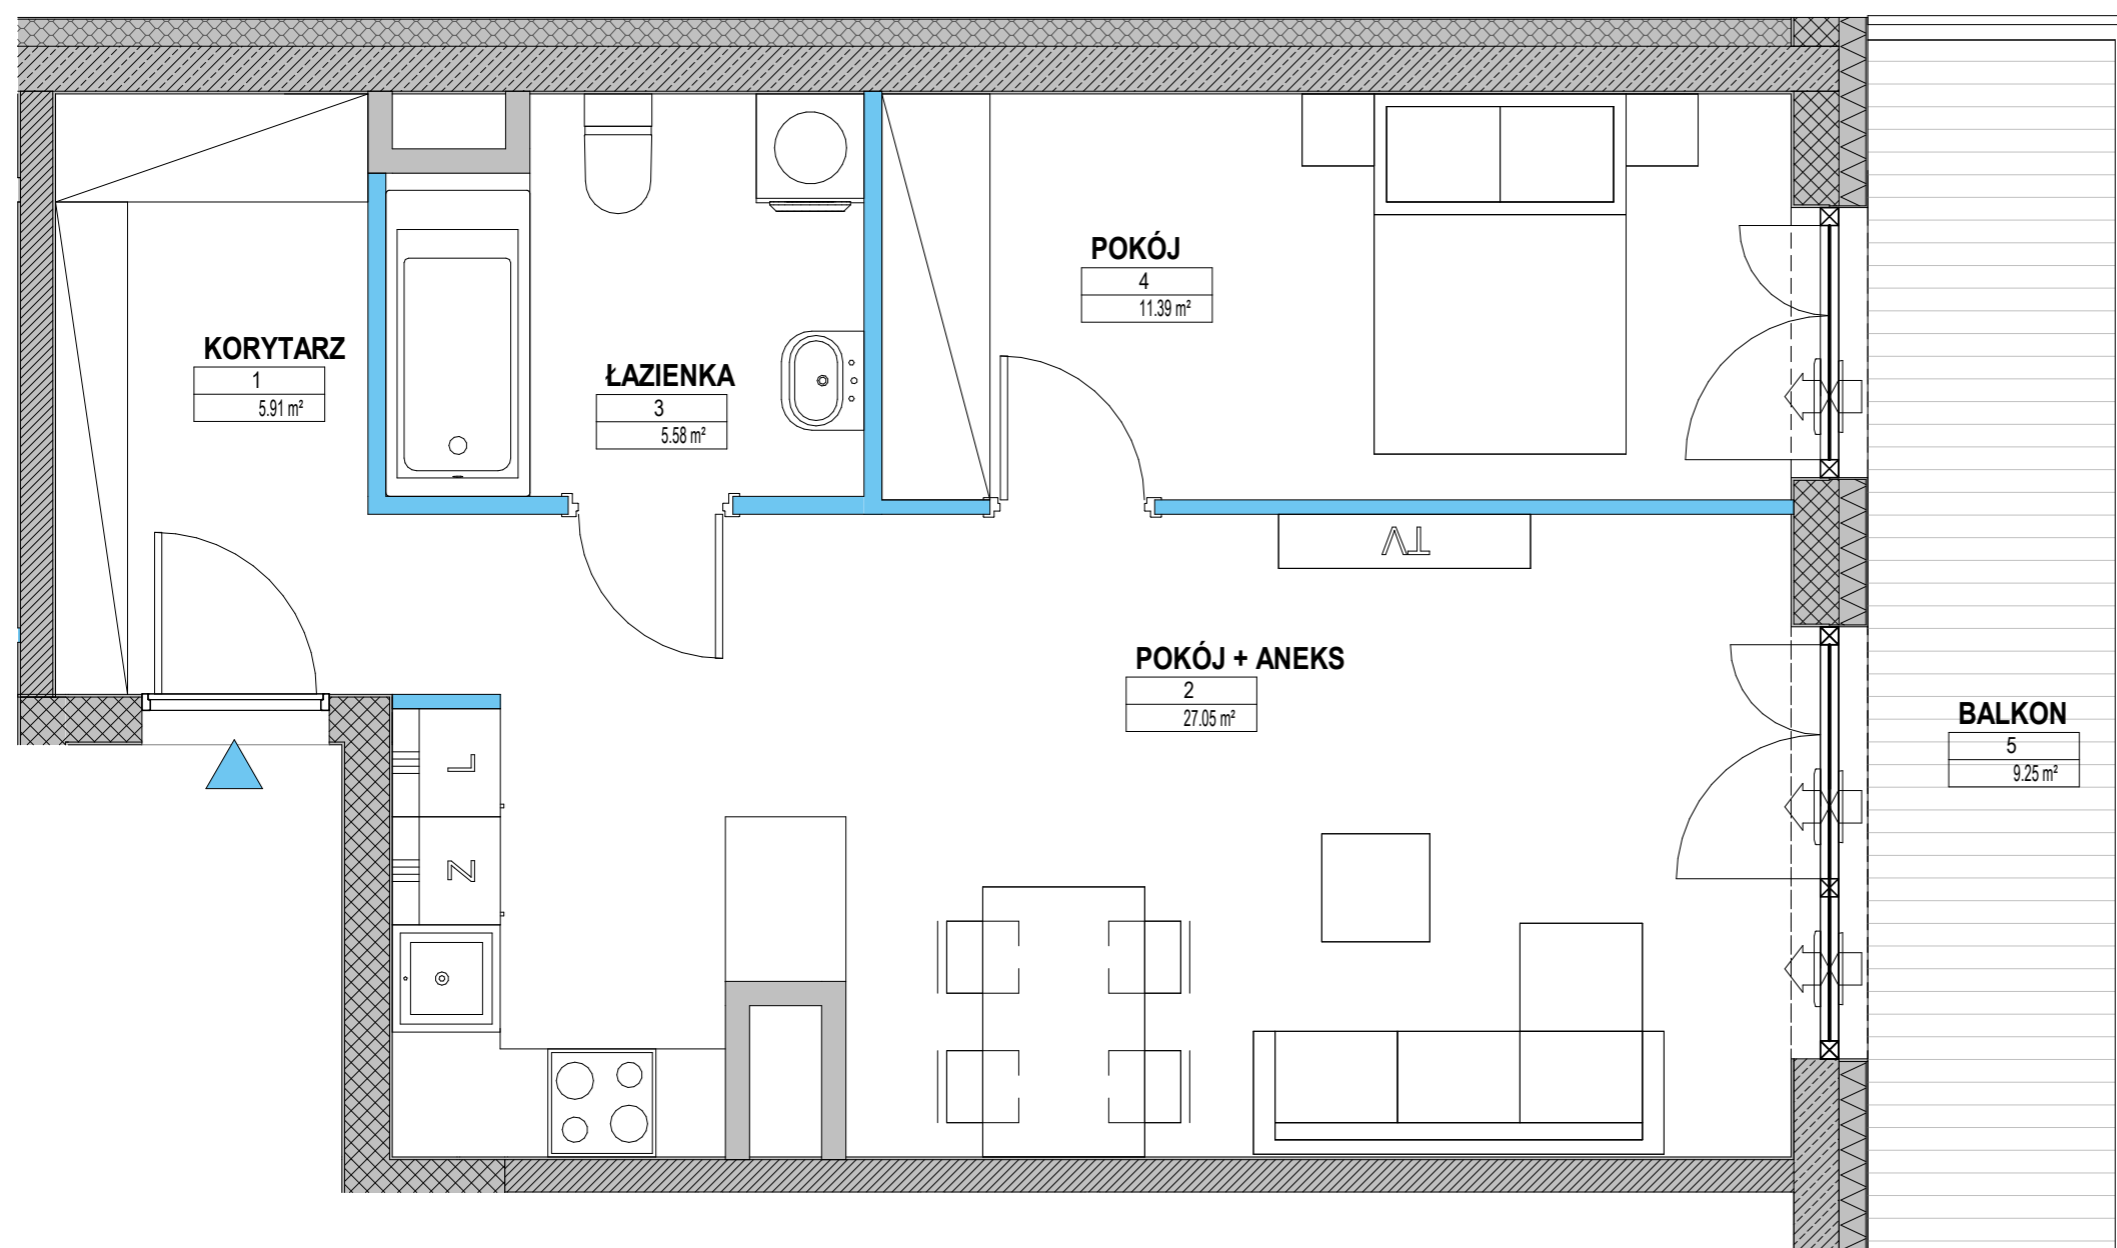 POKÓJ
4
11.39 m²
KORYTARZ
1
5.91 m²
ŁAZIENKA
3
5.58 m²
TV
POKÓJ + ANEKS
2
27.05 m²
BALKON
5
9.25 m²
L
Z